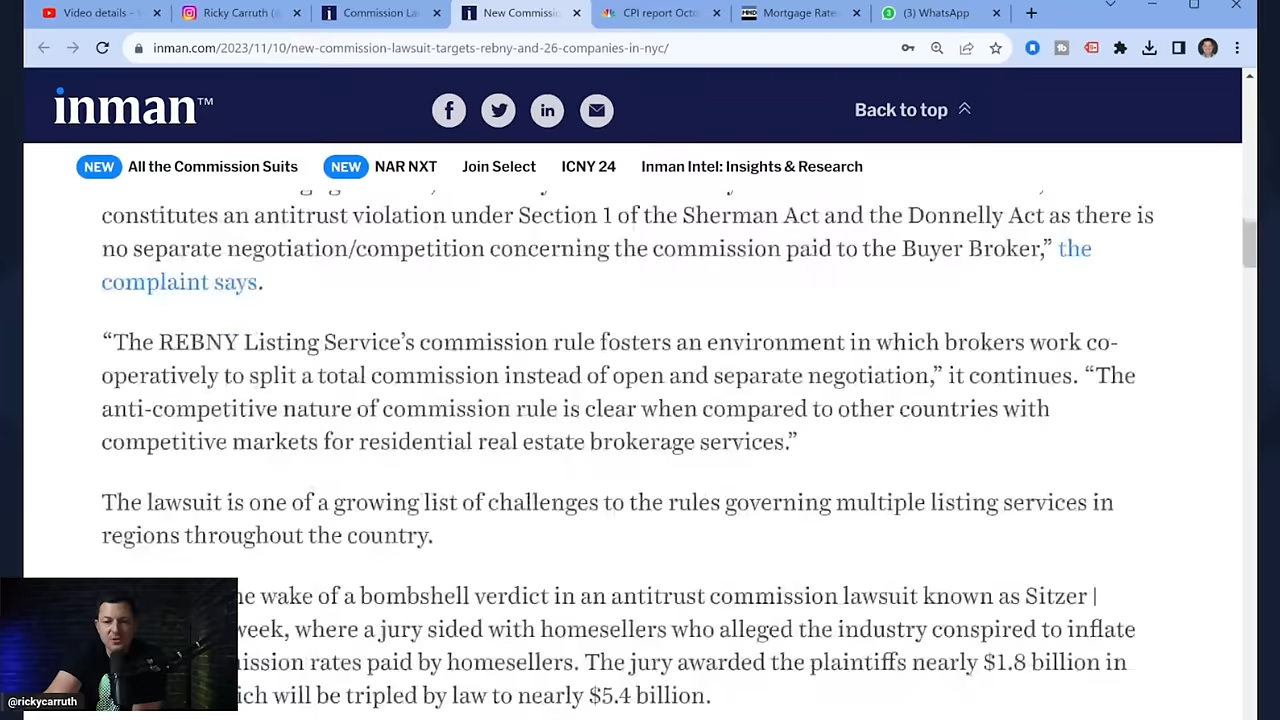 Video details -
Ricky Carruth (
Commission La
New Commissi
CPI report Octo
Mortgage Rate
(3) WhatsApp
inman.com/2023/11/10/new-commission-lawsuit-targets-rebny-and-26-companies-in-nyc/
inman™
Back to top
NEW All the Commission Suits NEW NAR NXT Join Select ICNY 24 Inman Intel: Insights & Research
constitutes an antitrust violation under Section 1 of the Sherman Act and the Donnelly Act as there is
no separate negotiation/competition concerning the commission paid to the Buyer Broker,” the
complaint says.
“The REBNY Listing Service’s commission rule fosters an environment in which brokers work co-
operatively to split a total commission instead of open and separate negotiation,” it continues. “The
anti-competitive nature of commission rule is clear when compared to other countries with
competitive markets for residential real estate brokerage services.”
The lawsuit is one of a growing list of challenges to the rules governing multiple listing services in
regions throughout the country.
he wake of a bombshell verdict in an antitrust commission lawsuit known as Sitzer |
week, where a jury sided with homesellers who alleged the industry conspired to inflate
ission rates paid by homesellers. The jury awarded the plaintiffs nearly $1.8 billion in
ich will be tripled by law to nearly $5.4 billion.
@rickycarruth